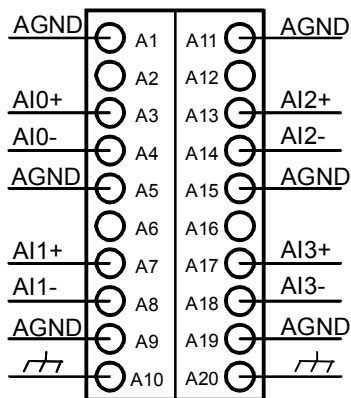 AGND A1 A11 AGND
A2 A12
AI0+ A3 A13 AI2+
AI0- A4 A14 AI2-
AGND A5 A15 AGND
A6 A16
AI1+ A7 A17 AI3+
AI1- A8 A18 AI3-
AGND A9 A19 AGND
A10 A20